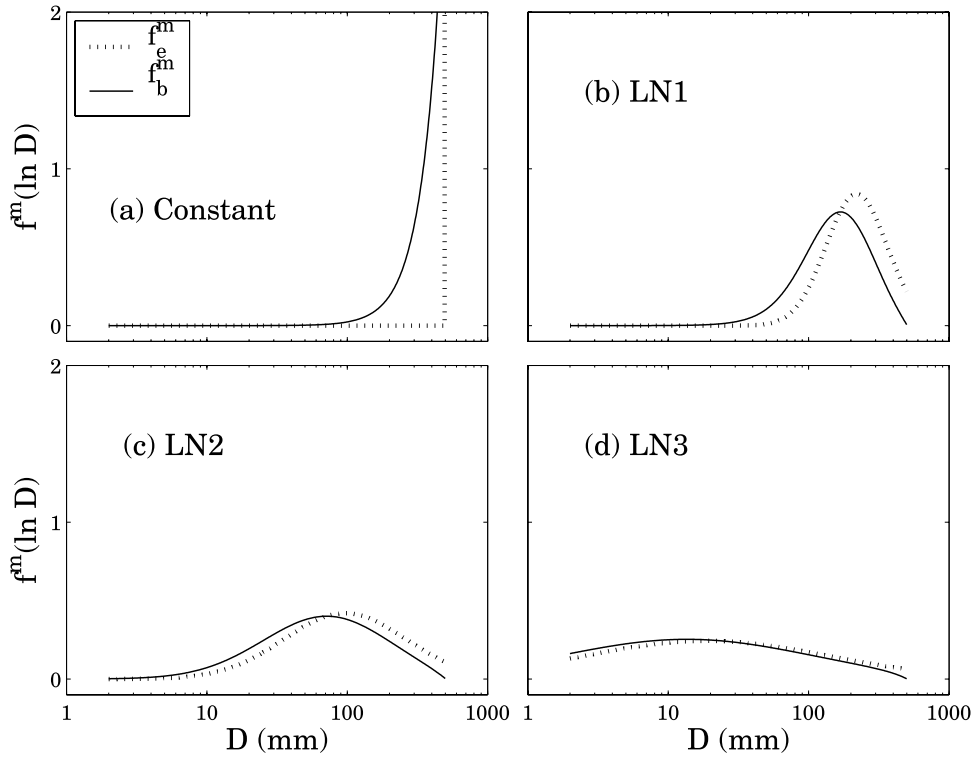 2
f_e^m
f_b^m
(b) LN1
1
(a) Constant
f^m(ln D)
0
2
(c) LN2
(d) LN3
1
f^m(ln D)
0
1 10 100 1000 1 10 100 1000
D (mm) D (mm)